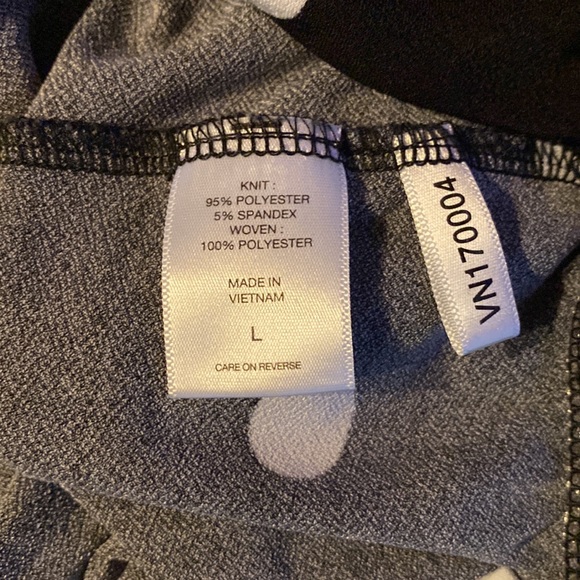 KNIT :
95% POLYESTER
5% SPANDEX
WOVEN :
100% POLYESTER
MADE IN
VIETNAM
L
CARE ON REVERSE
VN170004